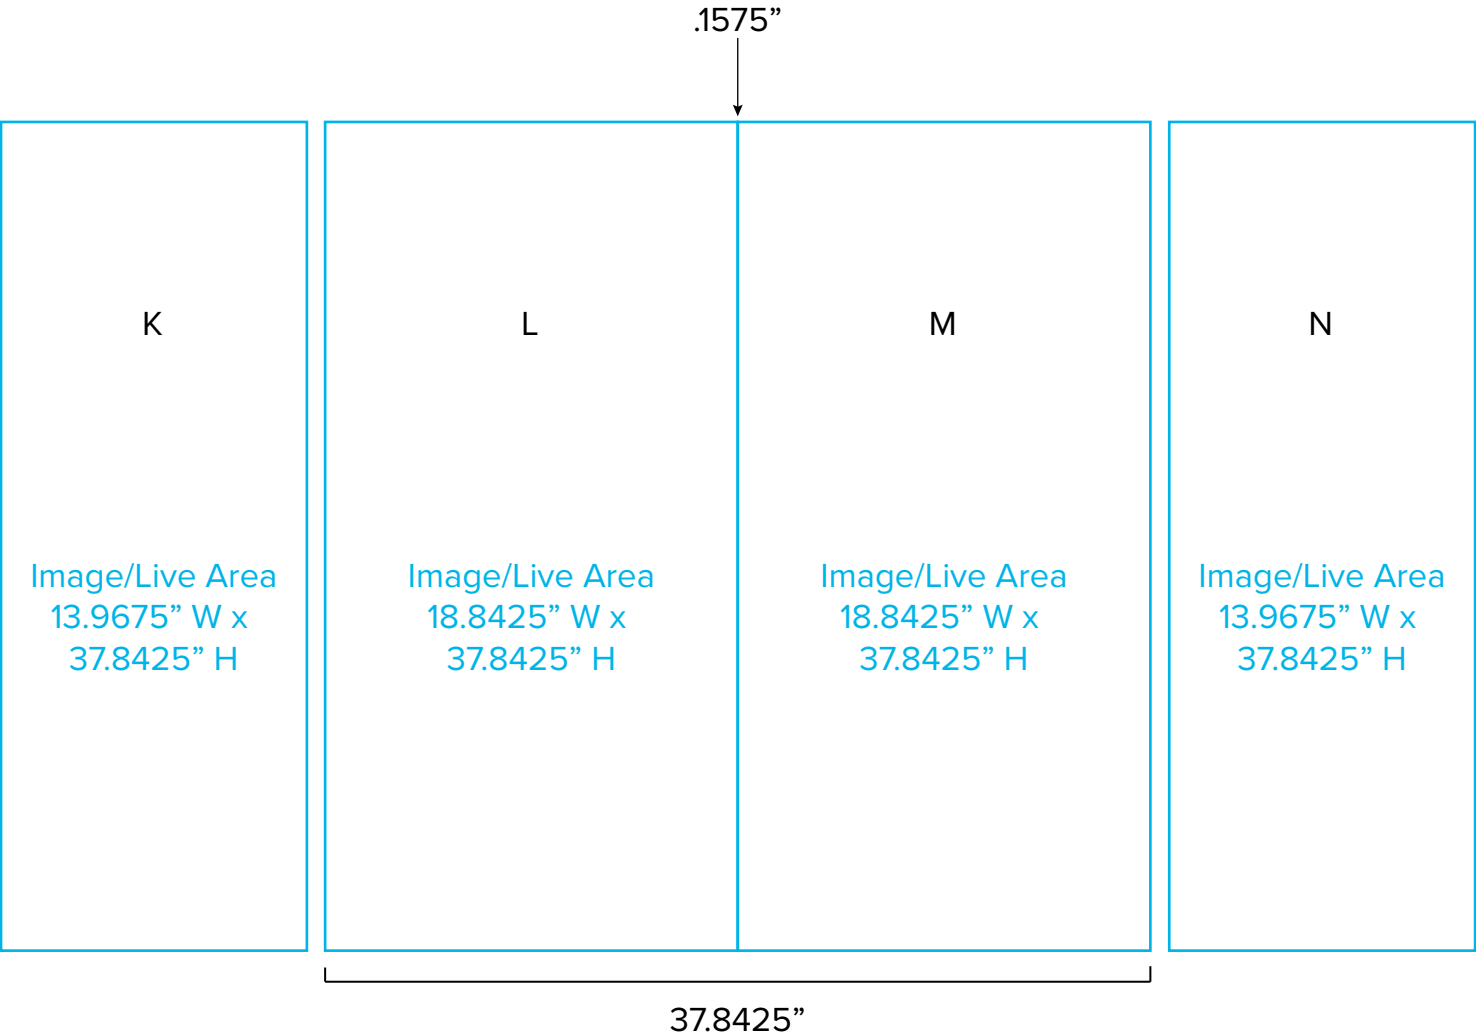 .1575”
K
L
M
N
Image/Live Area
13.9675” W x
37.8425” H
Image/Live Area
18.8425” W x
37.8425” H
Image/Live Area
18.8425” W x
37.8425” H
Image/Live Area
13.9675” W x
37.8425” H
37.8425”